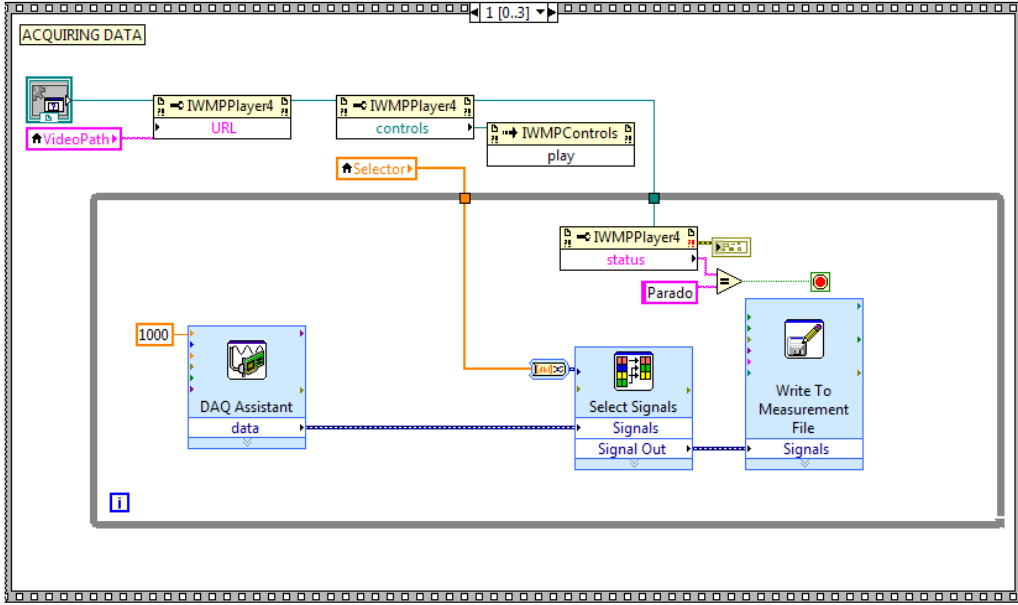 1 [0..3]
ACQUIRING DATA
IWMPPlayer4
URL
VideoPath
IWMPPlayer4
controls
IWMPControls
play
Selector
IWMPPlayer4
status
Parado
1000
DAQ Assistant
data
[dbl]
Select Signals
Signals
Signal Out
Write To
Measurement
File
Signals
i